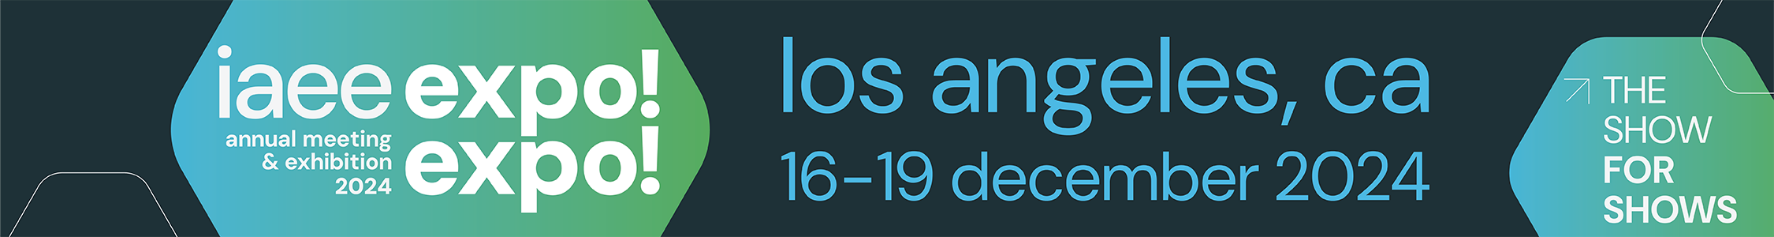 iaee expo!
annual meeting
& exhibition
2024
expo!
los angeles, ca
16–19 december 2024
THE
SHOW
FOR
SHOWS